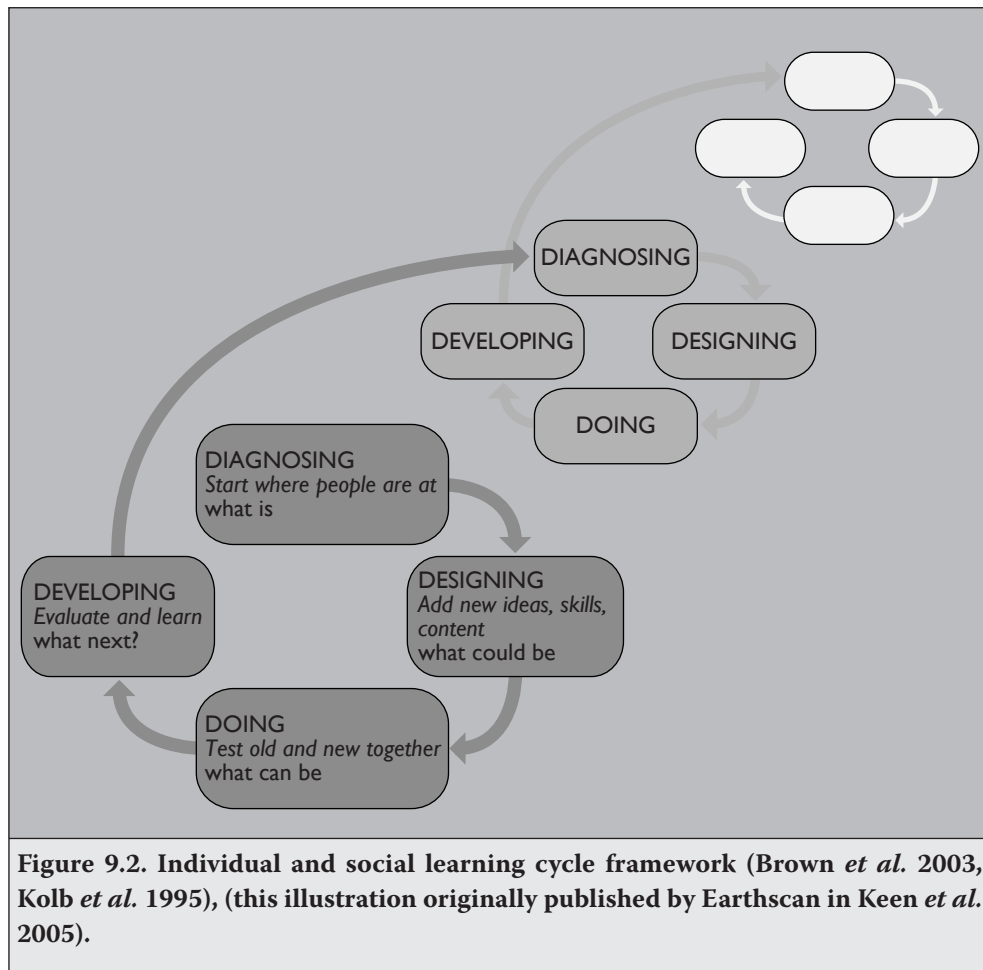 DIAGNOSING
DEVELOPING
DESIGNING
DOING
DIAGNOSING
Start where people are at
what is
DESIGNING
Add new ideas, skills,
content
what could be
DEVELOPING
Evaluate and learn
what next?
DOING
Test old and new together
what can be
Figure 9.2. Individual and social learning cycle framework (Brown et al. 2003,
Kolb et al. 1995), (this illustration originally published by Earthscan in Keen et al.
2005).